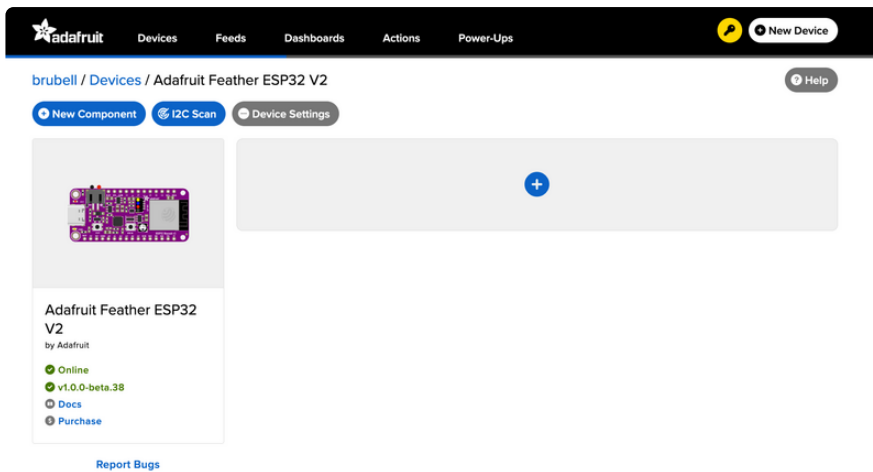 adafruit Devices Feeds Dashboards Actions Power-Ups New Device
brubell / Devices / Adafruit Feather ESP32 V2 Help
New Component I2C Scan Device Settings
Adafruit Feather ESP32
V2
by Adafruit
Online
v1.0.0-beta.38
Docs
Purchase
Report Bugs